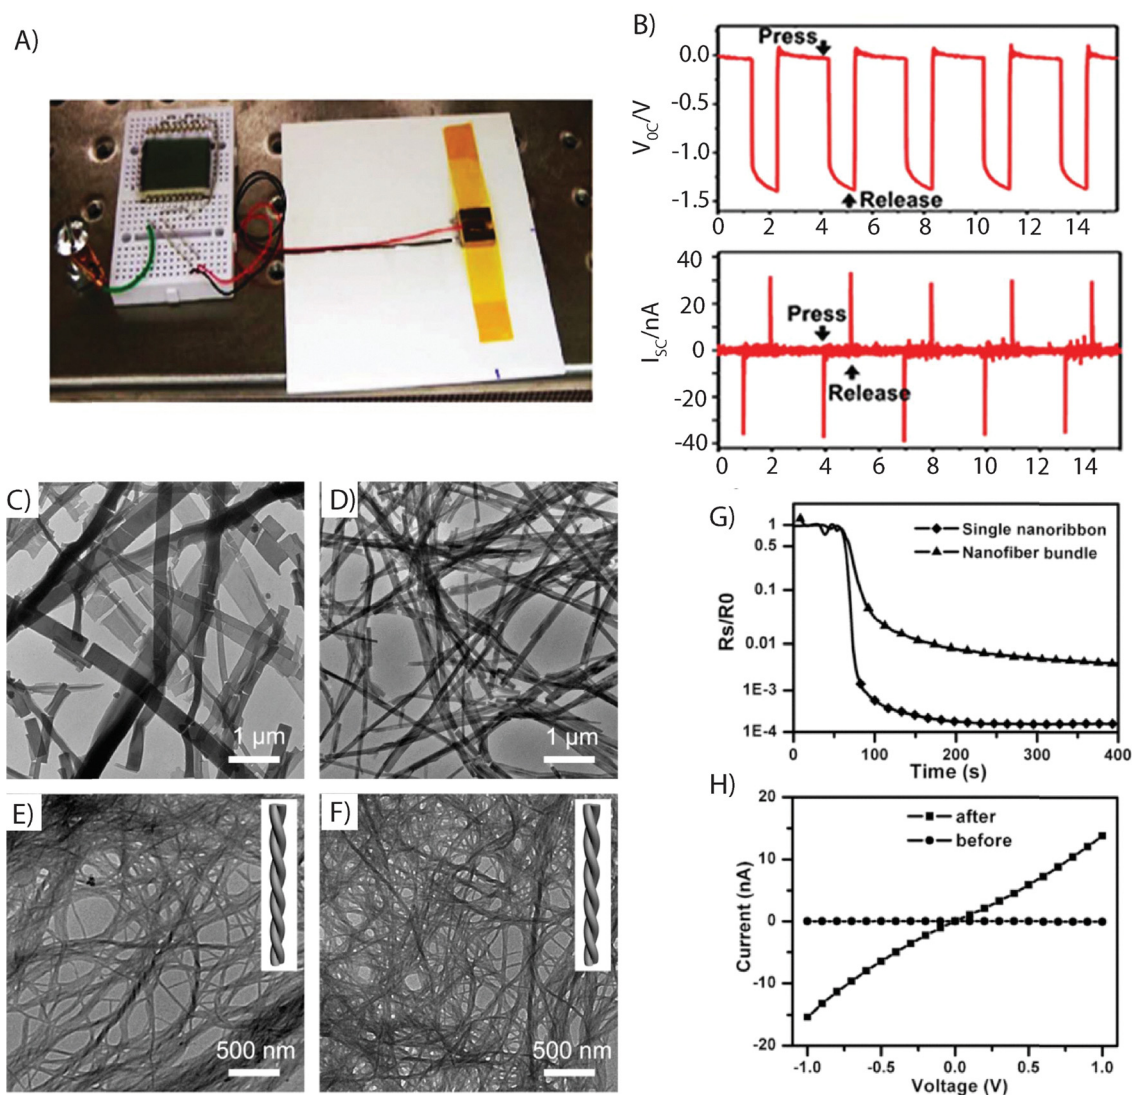 A)
B)
Press
Release
V0C/V
0.0
-0.5
-1.0
-1.5
0 2 4 6 8 10 12 14
Press
Release
ISC/nA
40
20
0
-20
-40
0 2 4 6 8 10 12 14
C)
1 µm
D)
1 µm
E)
500 nm
F)
500 nm
G)
Single nanoribbon
Nanofiber bundle
Rs/R0
1
0.5
0.1
0.01
1E-3
1E-4
0 100 200 300 400
Time (s)
H)
after
before
Current (nA)
20
10
0
-10
-20
-1.0 -0.5 0.0 0.5 1.0
Voltage (V)